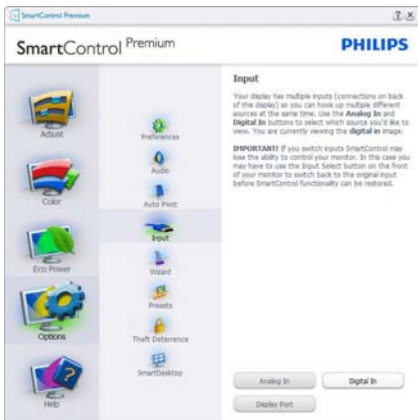 SmartControl Premium
SmartControl Premium
PHILIPS
Adjust
Color
Eco Power
Options
Help
Preferences
Audio
Auto Pivot
Input
Wizard
Presets
Theft Deterrence
SmartDesktop
Input
Your display has multiple inputs (connections on back
of this display) so you can hook up multiple different
sources at the same time. Use the Analog In and
Digital In buttons to select which source you'd like to
view. You are currently viewing the digital in image.
IMPORTANT! If you switch inputs SmartControl may
lose the ability to control your monitor. In the case you
may have to use the Input Select button on the front
of your monitor to switch back to the original input
before SmartControl functionality can be restored.
Analog In
Digital In
Display Port